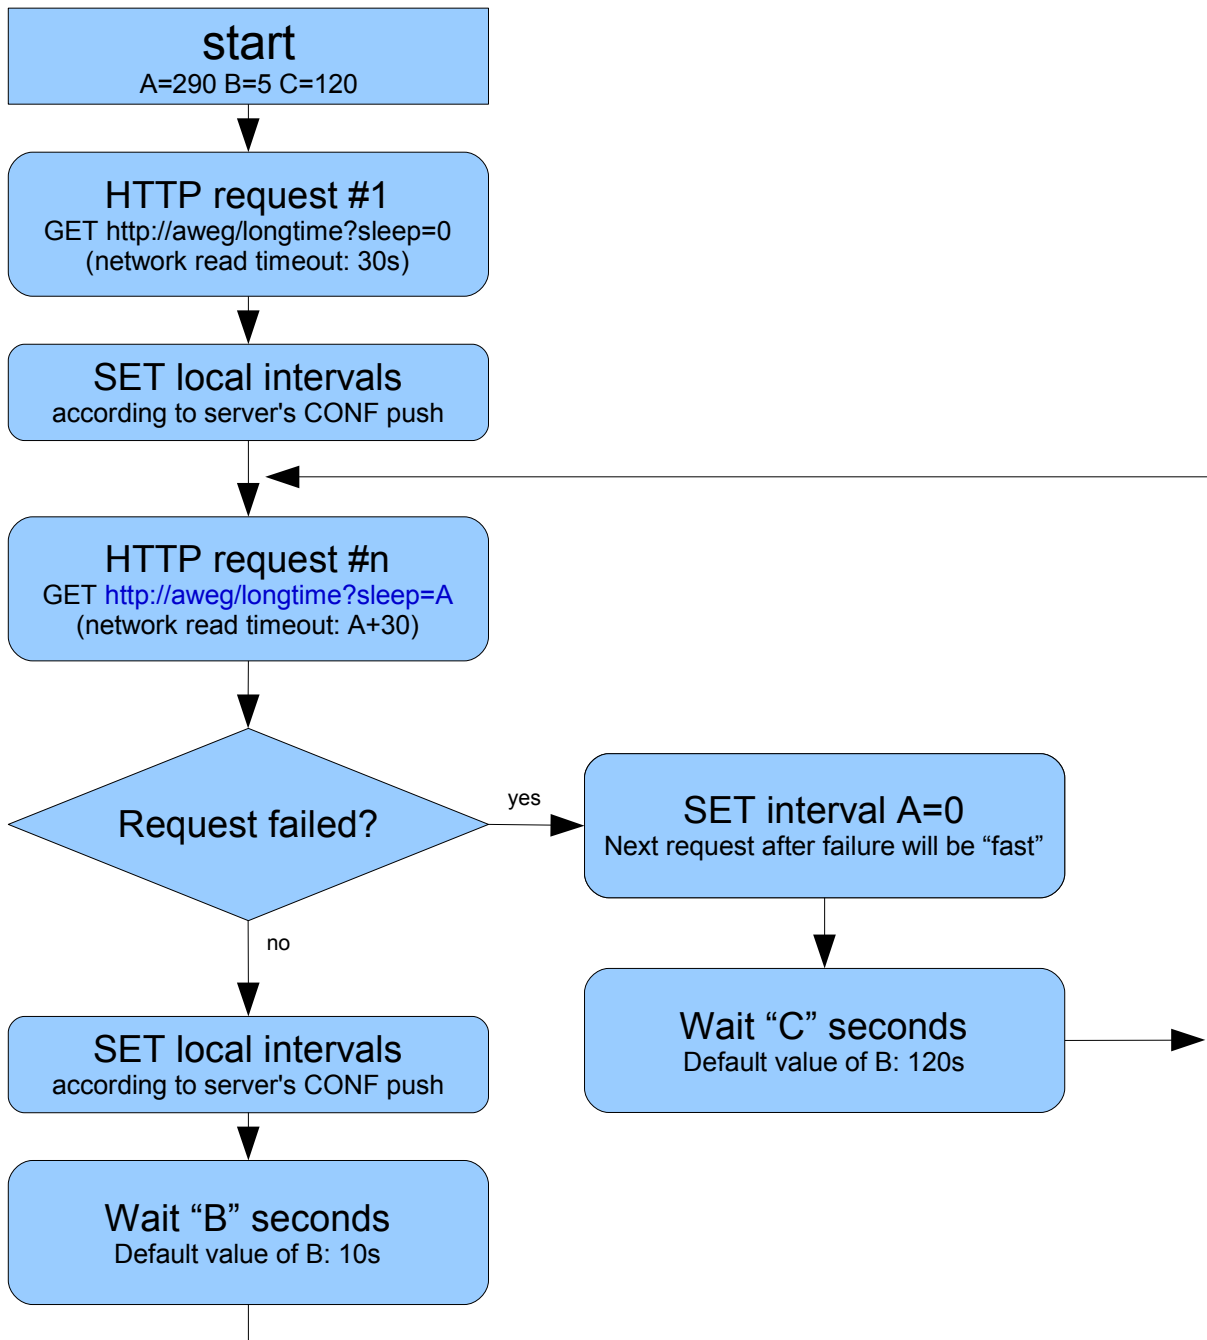 start
A=290 B=5 C=120
HTTP request #1
GET http://aweg/longtime?sleep=0
(network read timeout: 30s)
SET local intervals
according to server's CONF push
HTTP request #n
GET http://aweg/longtime?sleep=A
(network read timeout: A+30)
Request failed?
yes
SET interval A=0
Next request after failure will be “fast”
no
Wait “C” seconds
Default value of B: 120s
SET local intervals
according to server's CONF push
Wait “B” seconds
Default value of B: 10s